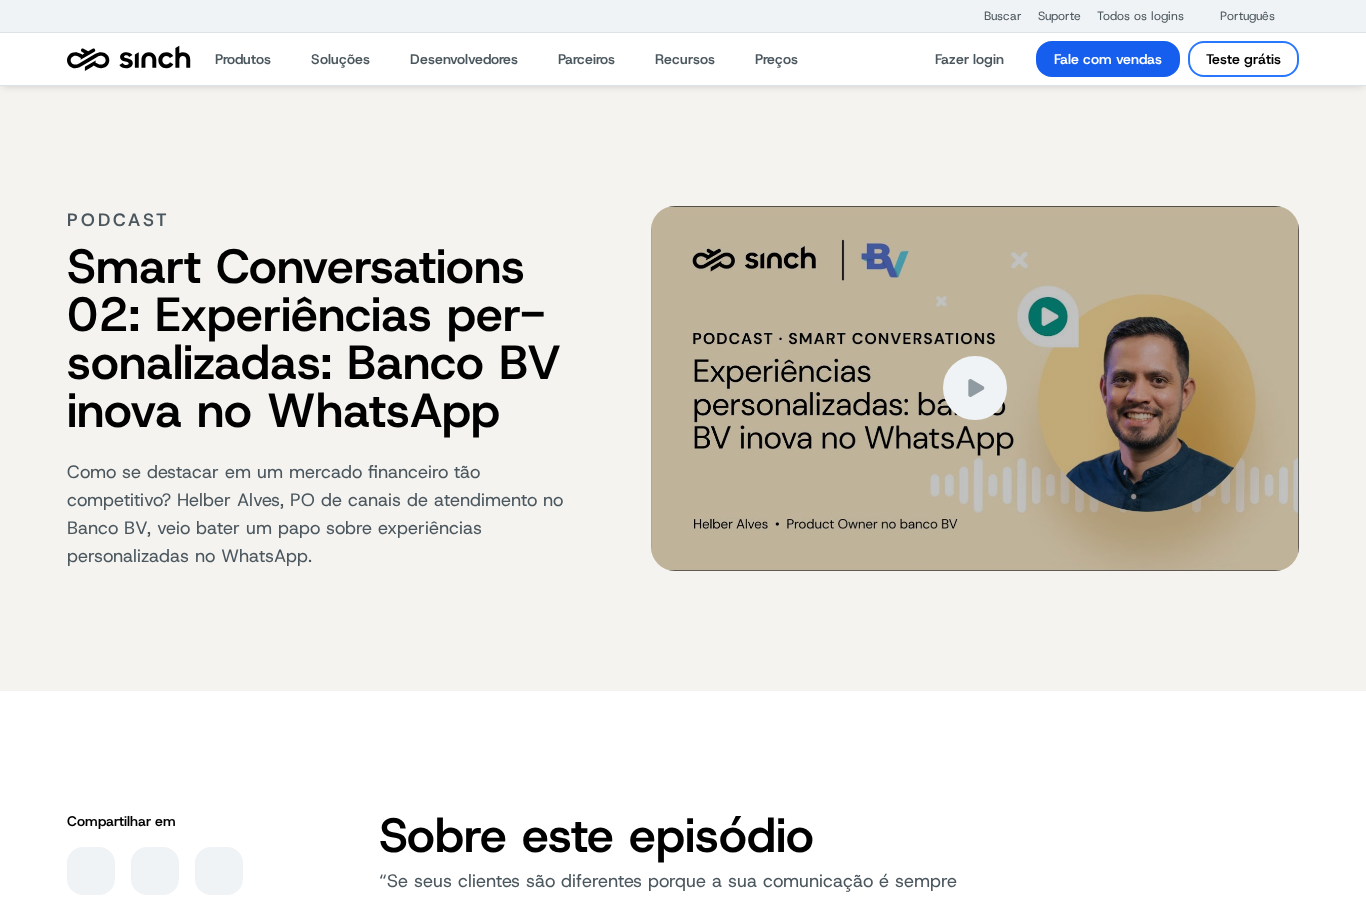 Buscar Suporte Todos os logins Português
sinch Produtos Soluções Desenvolvedores Parceiros Recursos Preços Fazer login Fale com vendas Teste grátis
PODCAST
Smart Conversations
02: Experiências per-
sonalizadas: Banco BV
inova no WhatsApp
Como se destacar em um mercado financeiro tão
competitivo? Helber Alves, PO de canais de atendimento no
Banco BV, veio bater um papo sobre experiências
personalizadas no WhatsApp.
sinch | BV
PODCAST · SMART CONVERSATIONS
Experiências
personalizadas:
BV inova no WhatsApp
Helber Alves • Product Owner no banco BV
Compartilhar em
Sobre este episódio
“Se seus clientes são diferentes porque a sua comunicação é sempre